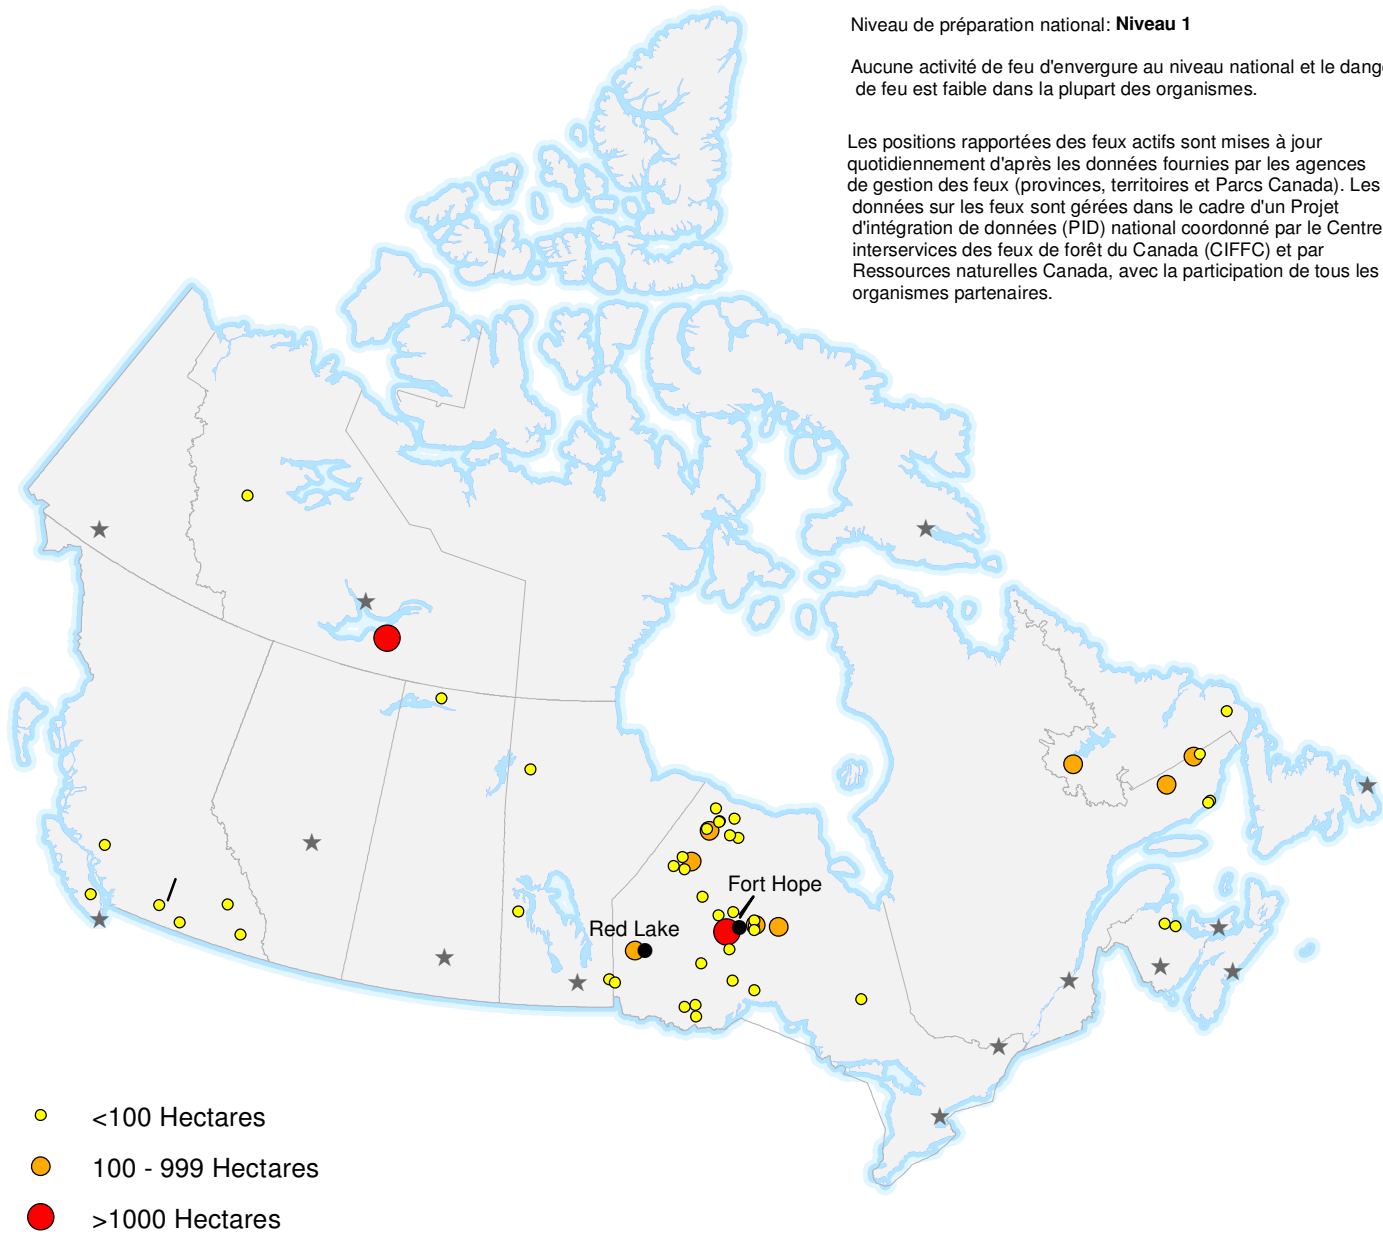 Niveau de préparation national: Niveau 1
Aucune activité de feu d'envergure au niveau national et le dang
de feu est faible dans la plupart des organismes.
Les positions rapportées des feux actifs sont mises à jour
quotidiennement d'après les données fournies par les agences
de gestion des feux (provinces, territoires et Parcs Canada). Les
données sur les feux sont gérées dans le cadre d'un Projet
d'intégration de données (PID) national coordonné par le Centre
interservices des feux de forêt du Canada (CIFFC) et par
Ressources naturelles Canada, avec la participation de tous les
organismes partenaires.
Fort Hope
Red Lake
<100 Hectares
100 - 999 Hectares
>1000 Hectares